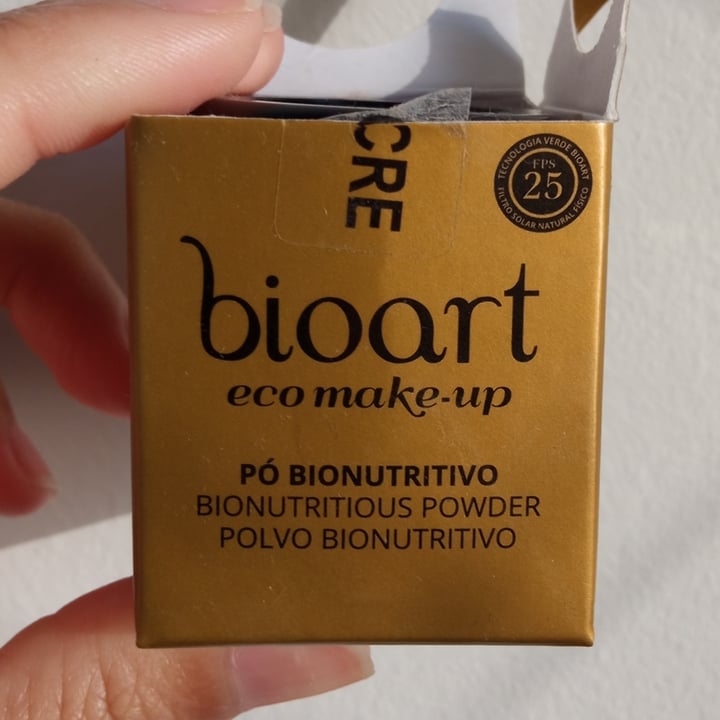 CRE
TECNOLOGIA VERDE BIOART
FPS
25
FILTRO SOLAR NATURAL FÍSICO
bioart
eco make-up
PÓ BIONUTRITIVO
BIONUTRITIOUS POWDER
POLVO BIONUTRITIVO